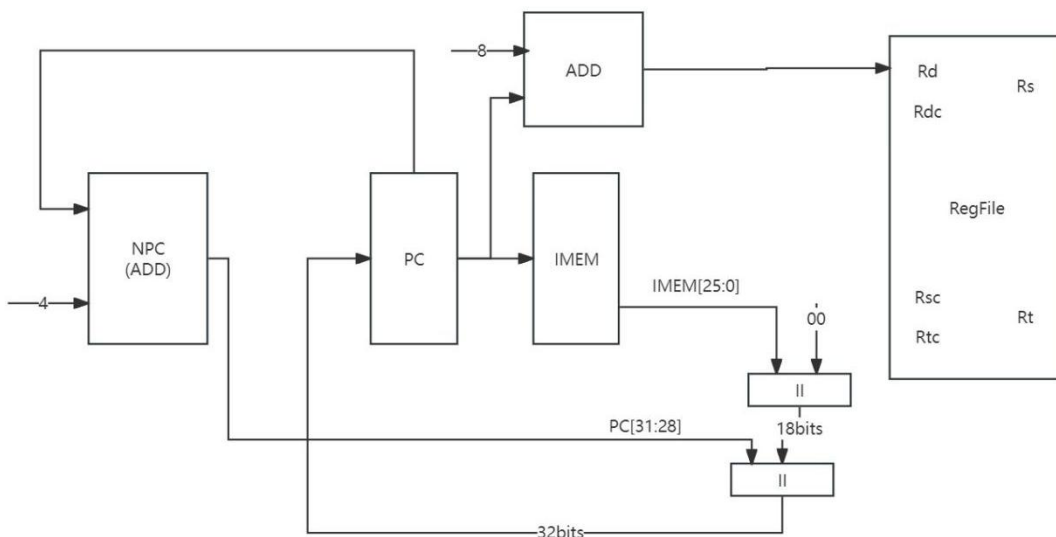 8
ADD
Rd
Rs
Rdc
NPC
(ADD)
PC
IMEM
RegFile
4
IMEM[25:0]
00
Rsc
Rt
Rtc
II
PC[31:28]
18bits
II
32bits